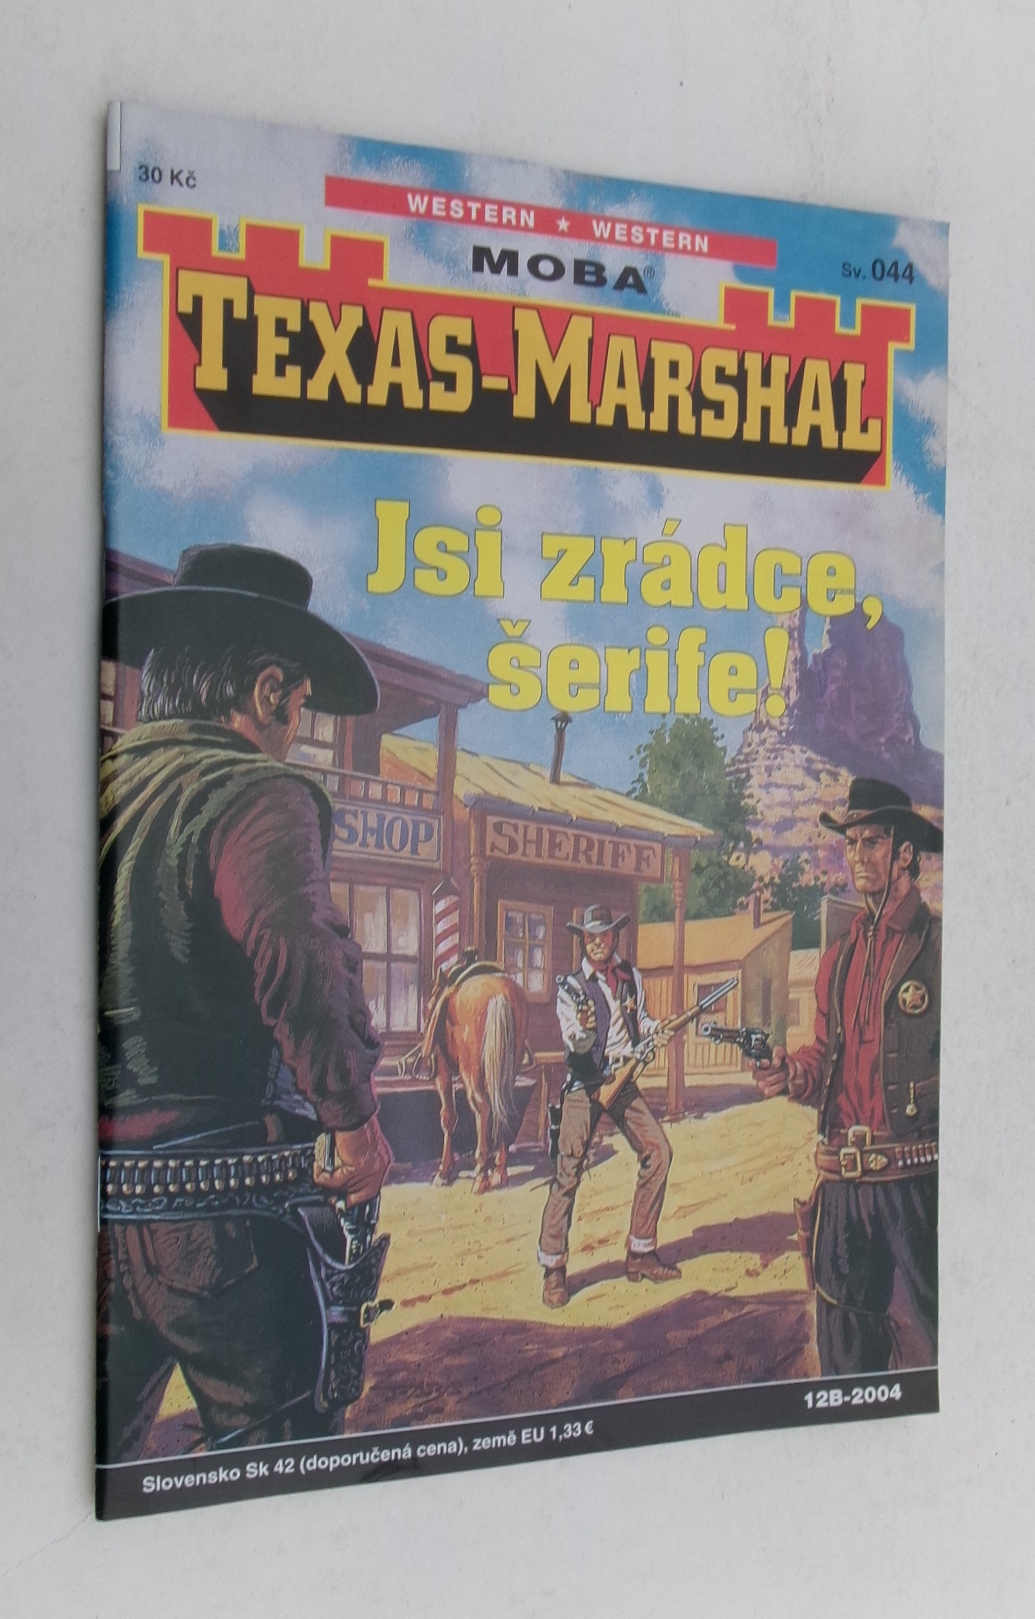 30 Kč
WESTERN ★ WESTERN
MOBA®
Sv. 044
TEXAS-MARSHAL
Jsi zrádce,
šerife!
SHOP
SHERIFF
12B-2004
Slovensko Sk 42 (doporučená cena), země EU 1,33 €